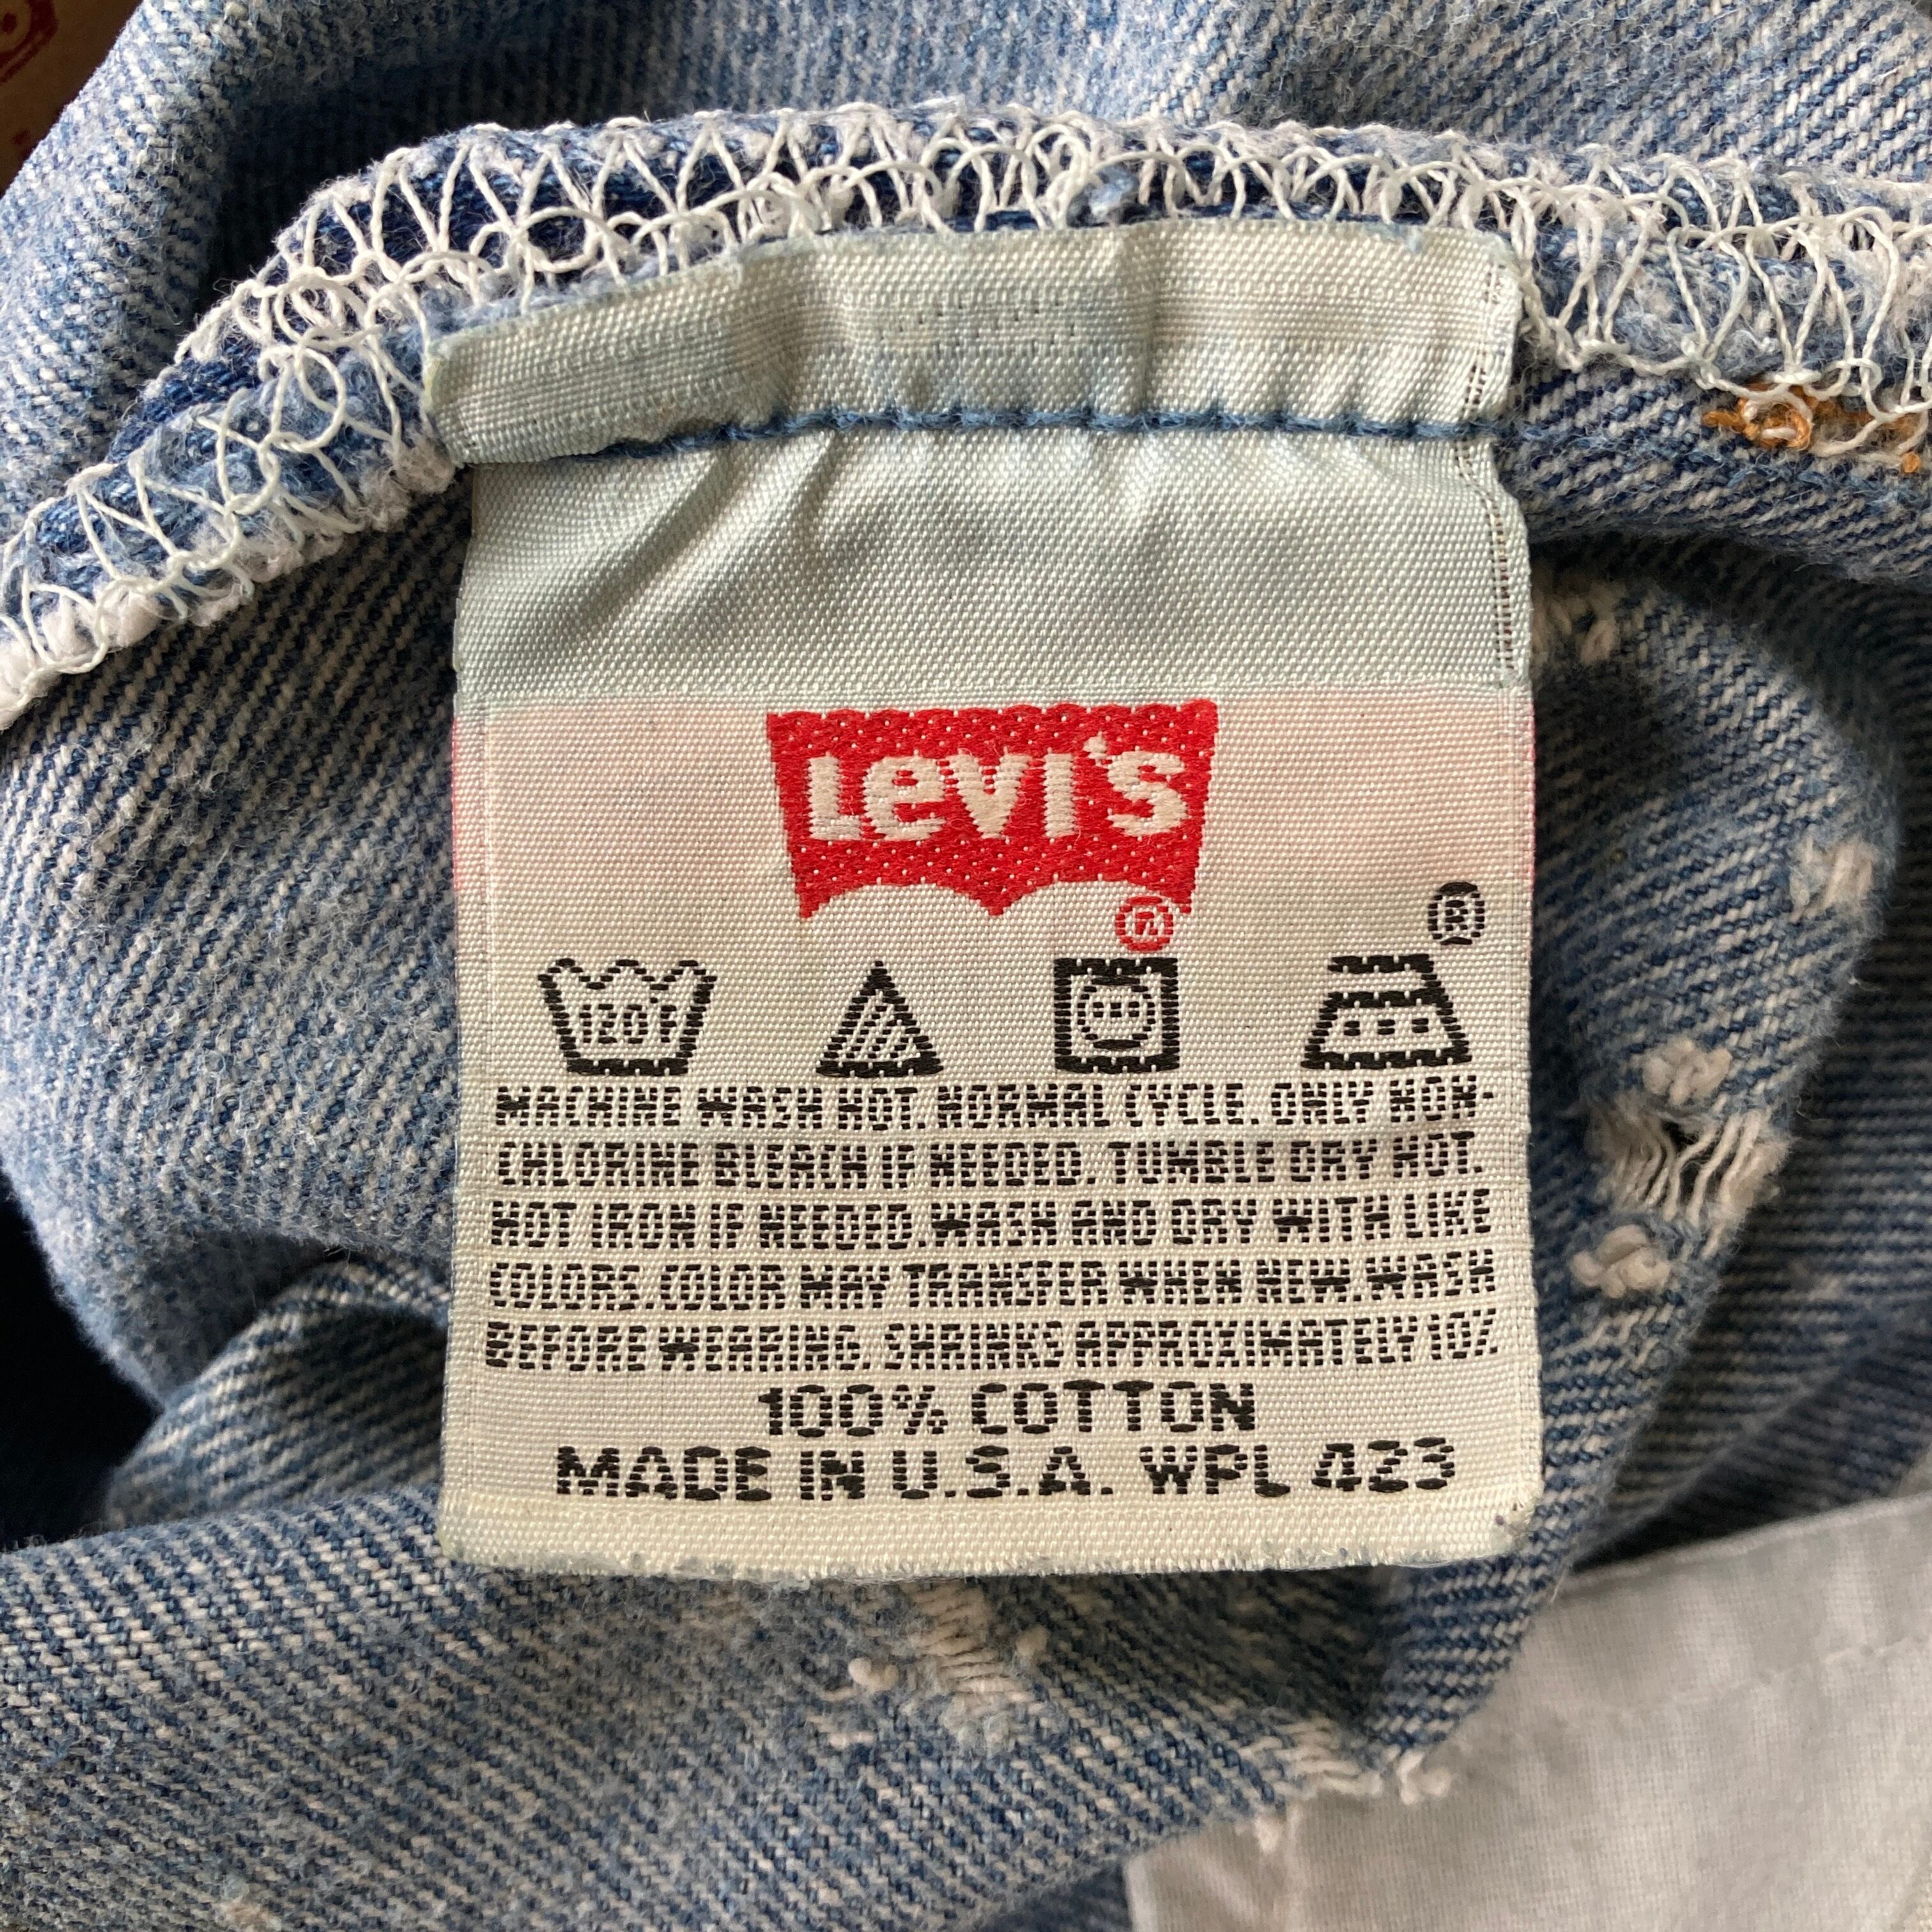 LEVI'S
®
®
120F
MACHINE WASH HOT. NORMAL CYCLE. ONLY NON-
CHLORINE BLEACH IF NEEDED. TUMBLE DRY HOT.
HOT IRON IF NEEDED. WASH AND DRY WITH LIKE
COLORS. COLOR MAY TRANSFER WHEN NEW. WASH
BEFORE WEARING. SHRINKS APPROXIMATELY 10%
100% COTTON
MADE IN U.S.A. WPL 423